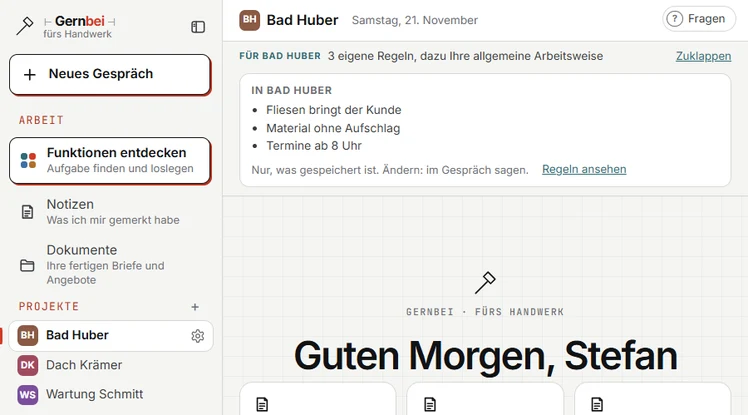 Gernbei
fürs Handwerk
Neues Gespräch
ARBEIT
Funktionen entdecken
Aufgabe finden und loslegen
Notizen
Was ich mir gemerkt habe
Dokumente
Ihre fertigen Briefe und
Angebote
PROJEKTE +
BH Bad Huber
DK Dach Krämer
WS Wartung Schmitt
BH Bad Huber Samstag, 21. November
? Fragen
FÜR BAD HUBER 3 eigene Regeln, dazu Ihre allgemeine Arbeitsweise Zuklappen
IN BAD HUBER
• Fliesen bringt der Kunde
• Material ohne Aufschlag
• Termine ab 8 Uhr
Nur, was gespeichert ist. Ändern: im Gespräch sagen. Regeln ansehen
GERNBEI · FÜRS HANDWERK
Guten Morgen, Stefan